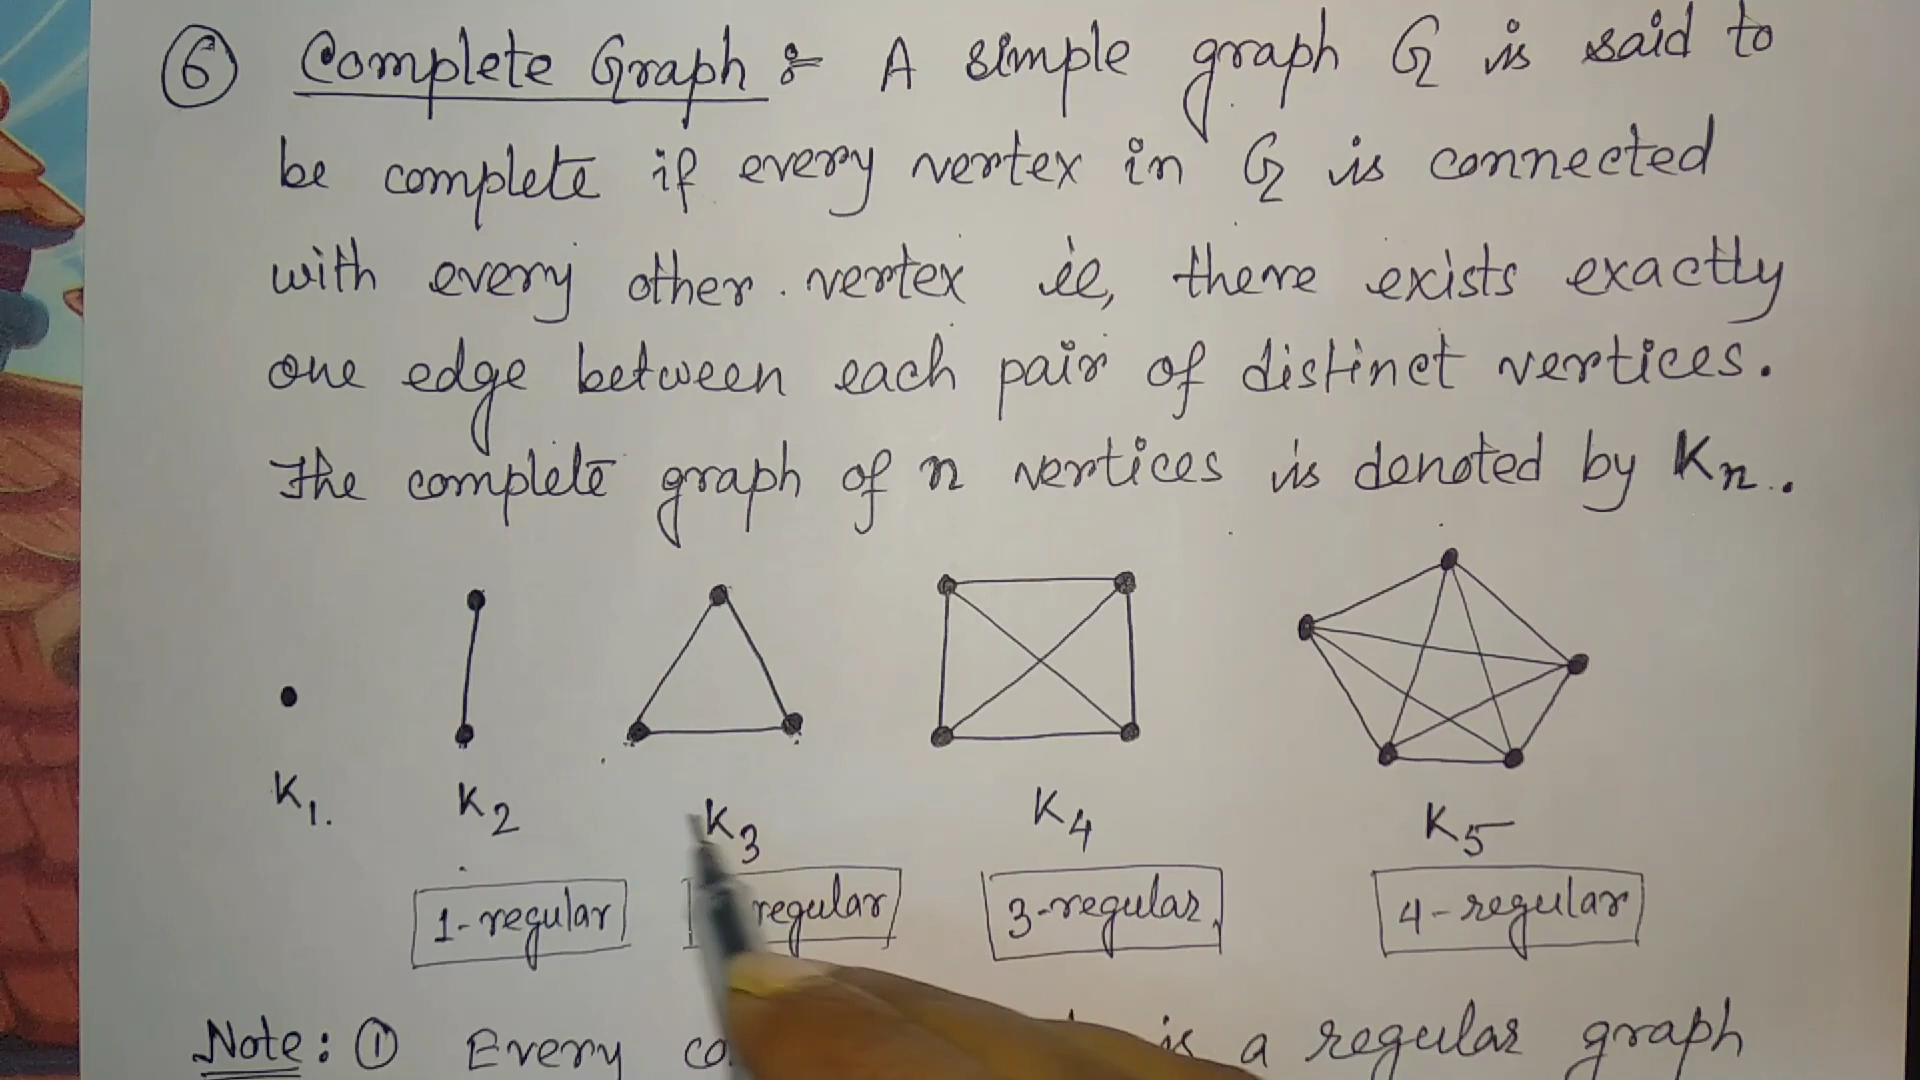 6 Complete Graph :- A simple graph G is said to
be complete if every vertex in G is connected
with every other vertex ie, there exists exactly
one edge between each pair of distinct vertices.
The complete graph of n vertices is denoted by Kn.
K1. K2 K3 K4 K5
1-regular regular 3-regular 4-regular
Note: 1 Every is a regular graph